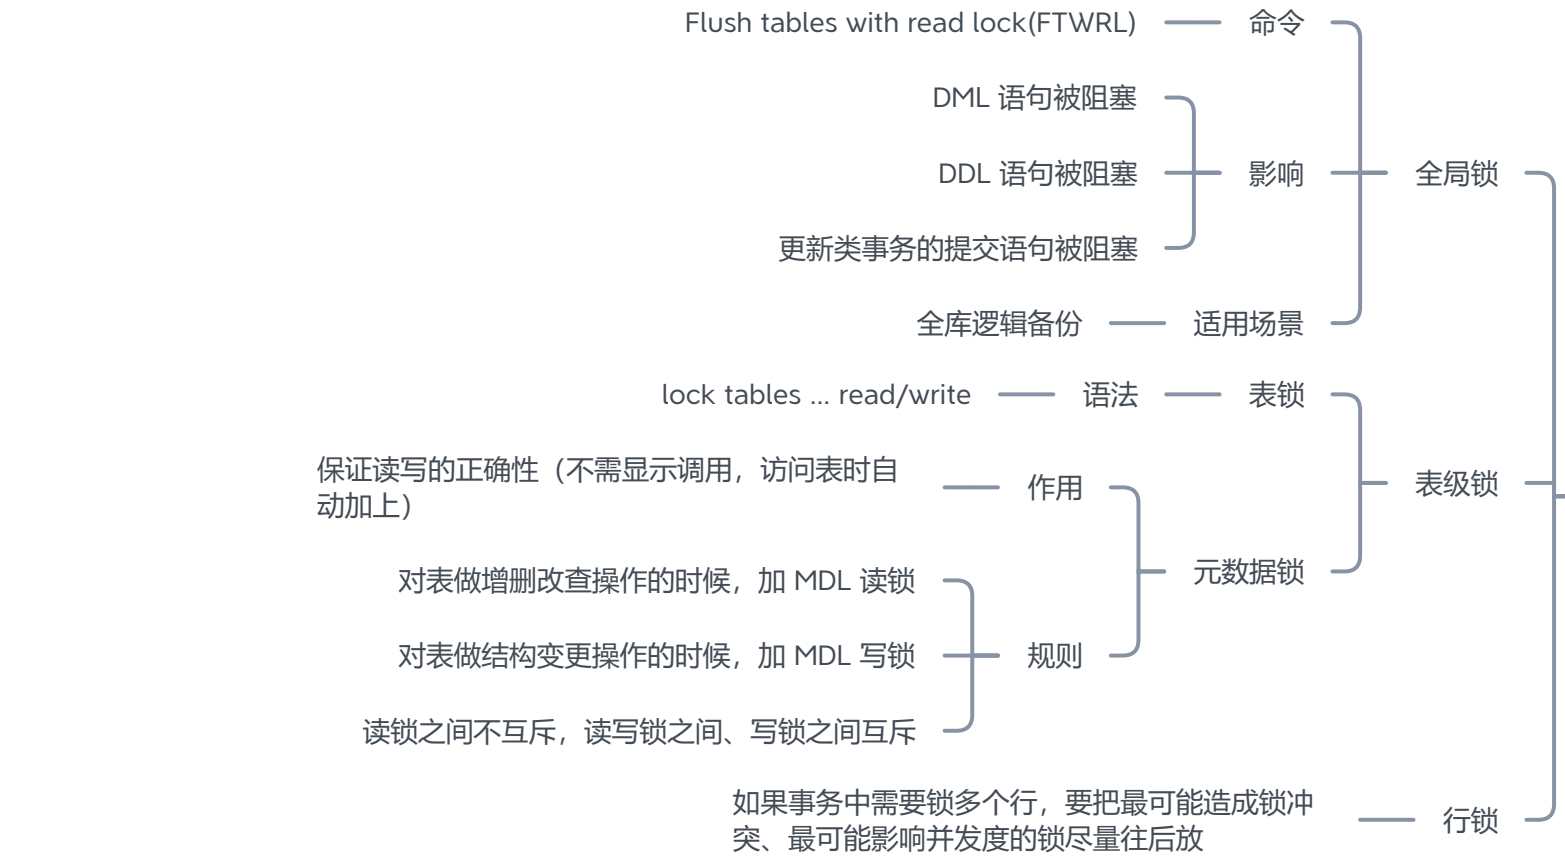 Flush tables with read lock(FTWRL)
命令
DML 语句被阻塞
DDL 语句被阻塞
影响
全局锁
更新类事务的提交语句被阻塞
全库逻辑备份
适用场景
lock tables ... read/write
语法
表锁
保证读写的正确性（不需显示调用，访问表时自
动加上）
作用
表级锁
对表做增删改查操作的时候，加 MDL 读锁
元数据锁
对表做结构变更操作的时候，加 MDL 写锁
规则
读锁之间不互斥，读写锁之间、写锁之间互斥
如果事务中需要锁多个行，要把最可能造成锁冲
突、最可能影响并发度的锁尽量往后放
行锁